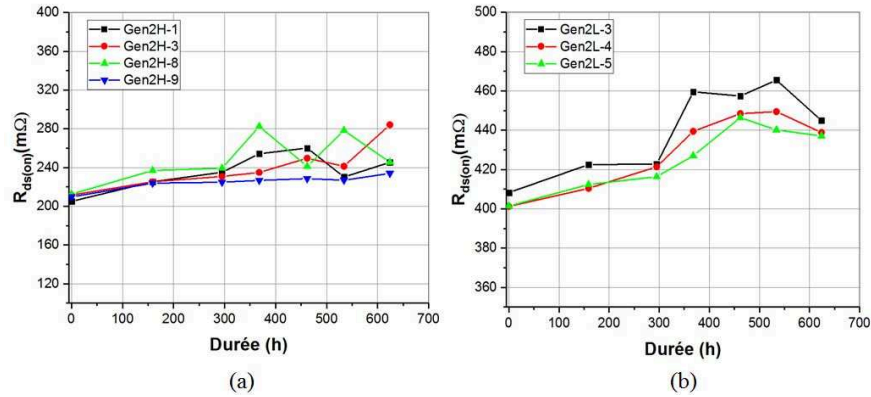 400
360
320
280
240
200
160
120
R_ds(on)(mΩ)
Gen2H-1
Gen2H-3
Gen2H-8
Gen2H-9
0 100 200 300 400 500 600 700
Durée (h)
(a)
500
480
460
440
420
400
380
360
R_ds(on)(mΩ)
Gen2L-3
Gen2L-4
Gen2L-5
0 100 200 300 400 500 600 700
Durée (h)
(b)